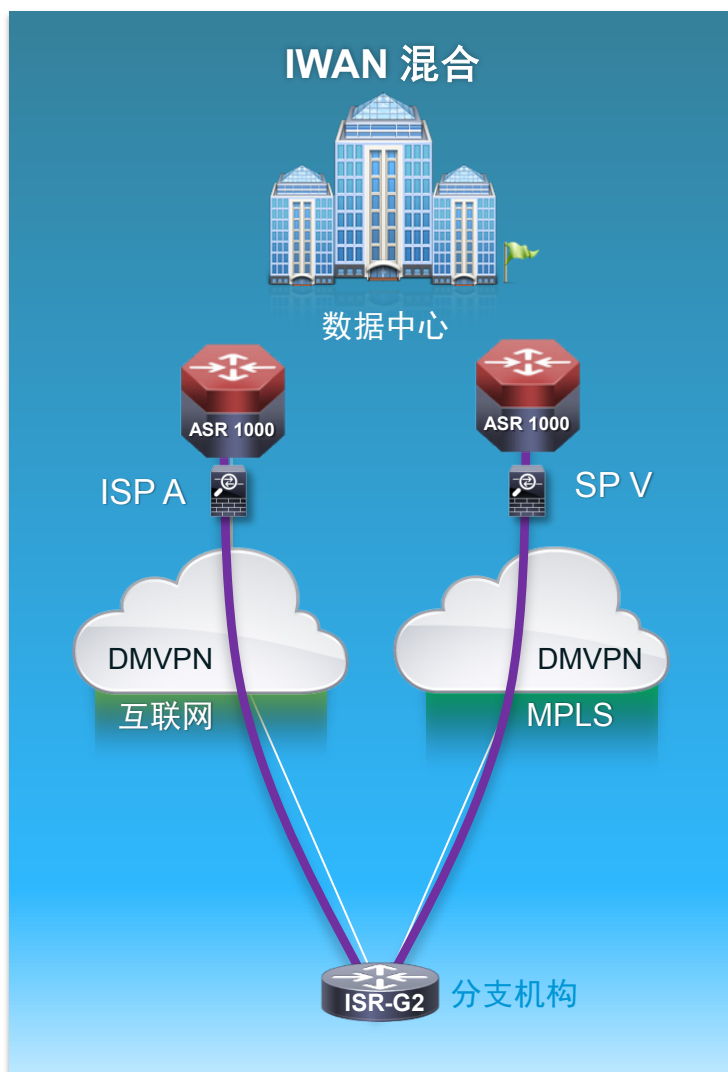 IWAN 混合
数据中心
ASR 1000
ASR 1000
ISP A
SP V
DMVPN
DMVPN
互联网
MPLS
ISR-G2
分支机构